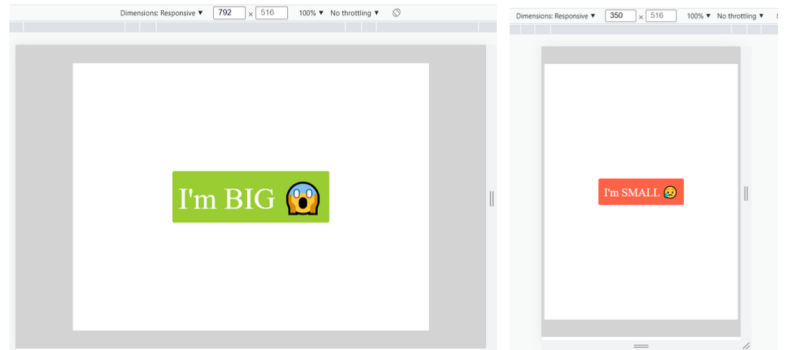 Dimensions: Responsive ▼ 792 × 516 100% ▼ No throttling ▼
I'm BIG 😱
Dimensions: Responsive ▼ 350 × 516 100% ▼ No throttling ▼
I'm SMALL 😥